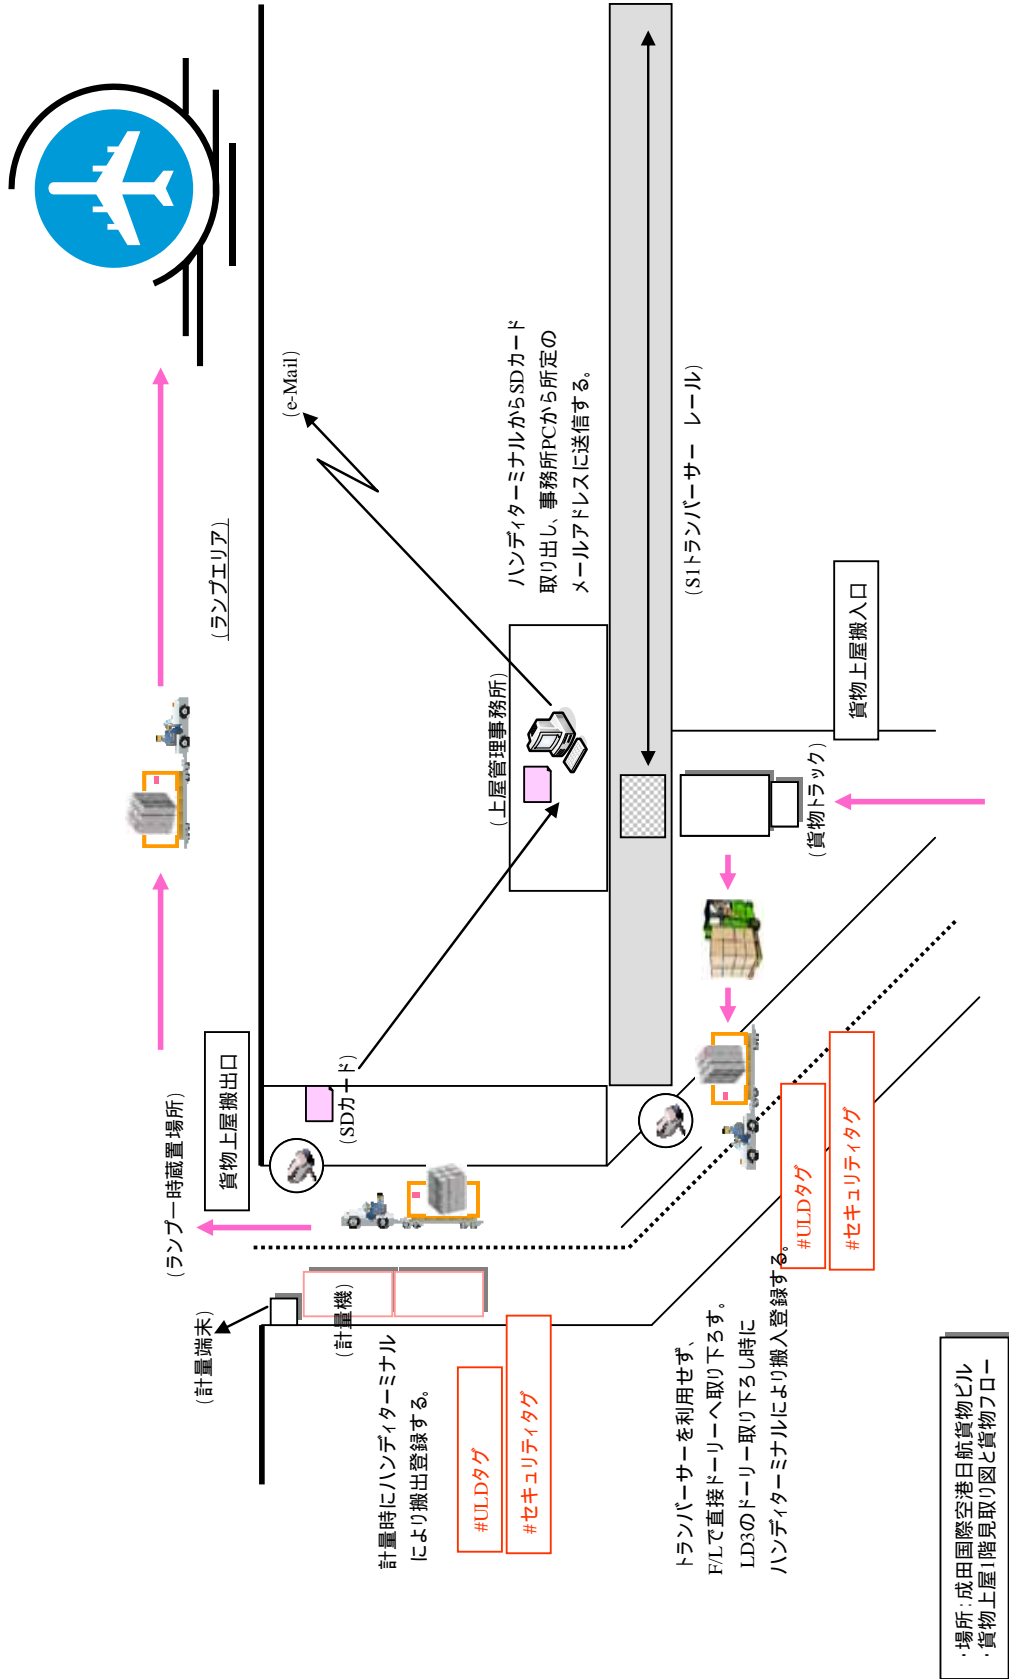 ・場所:成田国際空港日航貨物ビル
・貨物上屋1階見取り図と貨物フロー
(計量端末)
(計量機)
計量時にハンディターミナル
により搬出登録する。
#ULDタグ
#セキュリティタグ
トランバーサーを利用せず、
F/Lで直接ドーリーへ取り下ろす。
LD3のドーリー取り下ろし時に
ハンディターミナルにより搬入登録する。
(ランプ一時蔵置場所)
貨物上屋搬出口
(SDカード)
#ULDタグ
#セキュリティタグ
(ランプエリア)
(e-Mail)
(上屋管理事務所)
ハンディターミナルからSDカード
取り出し、事務所PCから所定の
メールアドレスに送信する。
(S1トランバーサー レール)
(貨物トラック)
貨物上屋搬入口